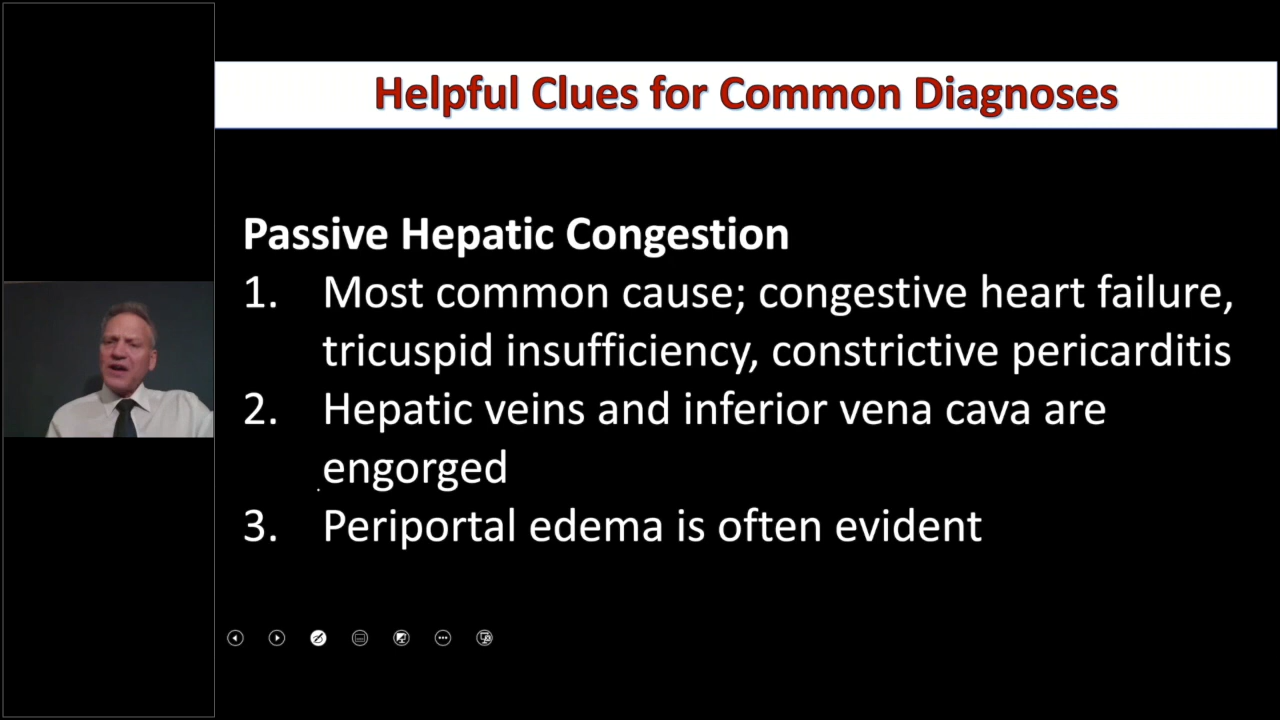 Helpful Clues for Common Diagnoses
Passive Hepatic Congestion
1. Most common cause; congestive heart failure,
tricuspid insufficiency, constrictive pericarditis
2. Hepatic veins and inferior vena cava are
engorged
3. Periportal edema is often evident